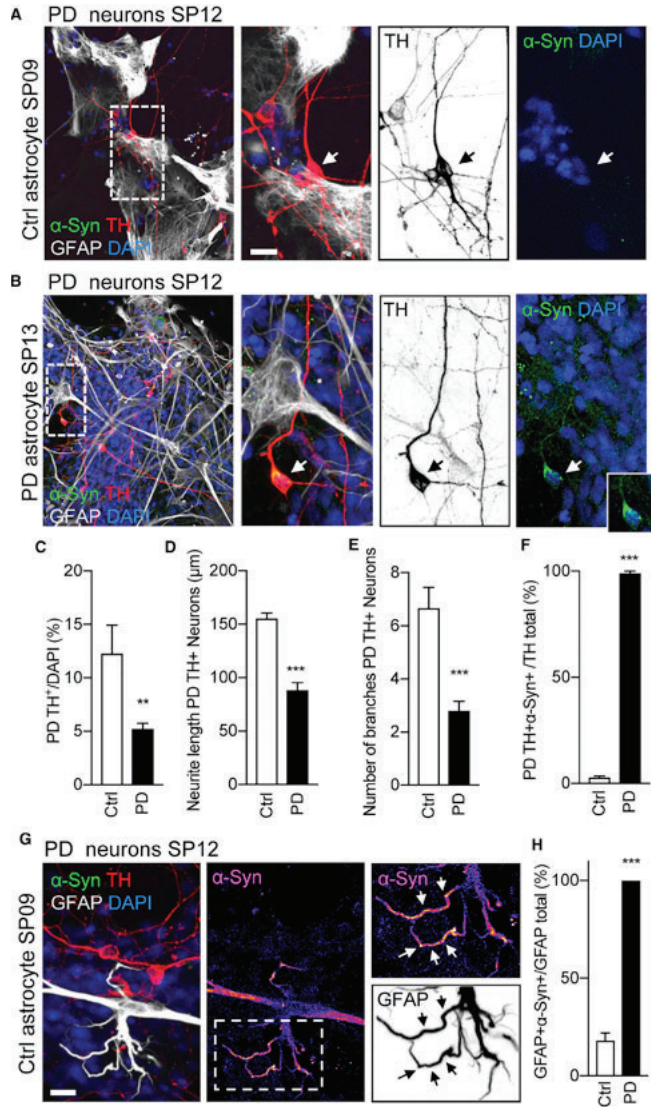 A
PD neurons SP12
Ctrl astrocyte SP09
α-Syn TH
GFAP DAPI
TH
α-Syn DAPI
B
PD neurons SP12
PD astrocyte SP13
α-Syn TH
GFAP DAPI
TH
α-Syn DAPI
C
PD TH+/DAPI (%)
20
15
10
5
0
**
Ctrl
PD
D
Neurite length PD TH+ Neurons (μm)
200
150
100
50
0
***
Ctrl
PD
E
Number of branches PD TH+ Neurons
8
6
4
2
0
***
Ctrl
PD
F
PD TH+α-Syn+ /TH total (%)
100
50
0
***
Ctrl
PD
G
PD neurons SP12
Ctrl astrocyte SP09
α-Syn TH
GFAP DAPI
α-Syn
α-Syn
GFAP
H
GFAP+α-Syn+/GFAP total (%)
100
50
0
***
Ctrl
PD